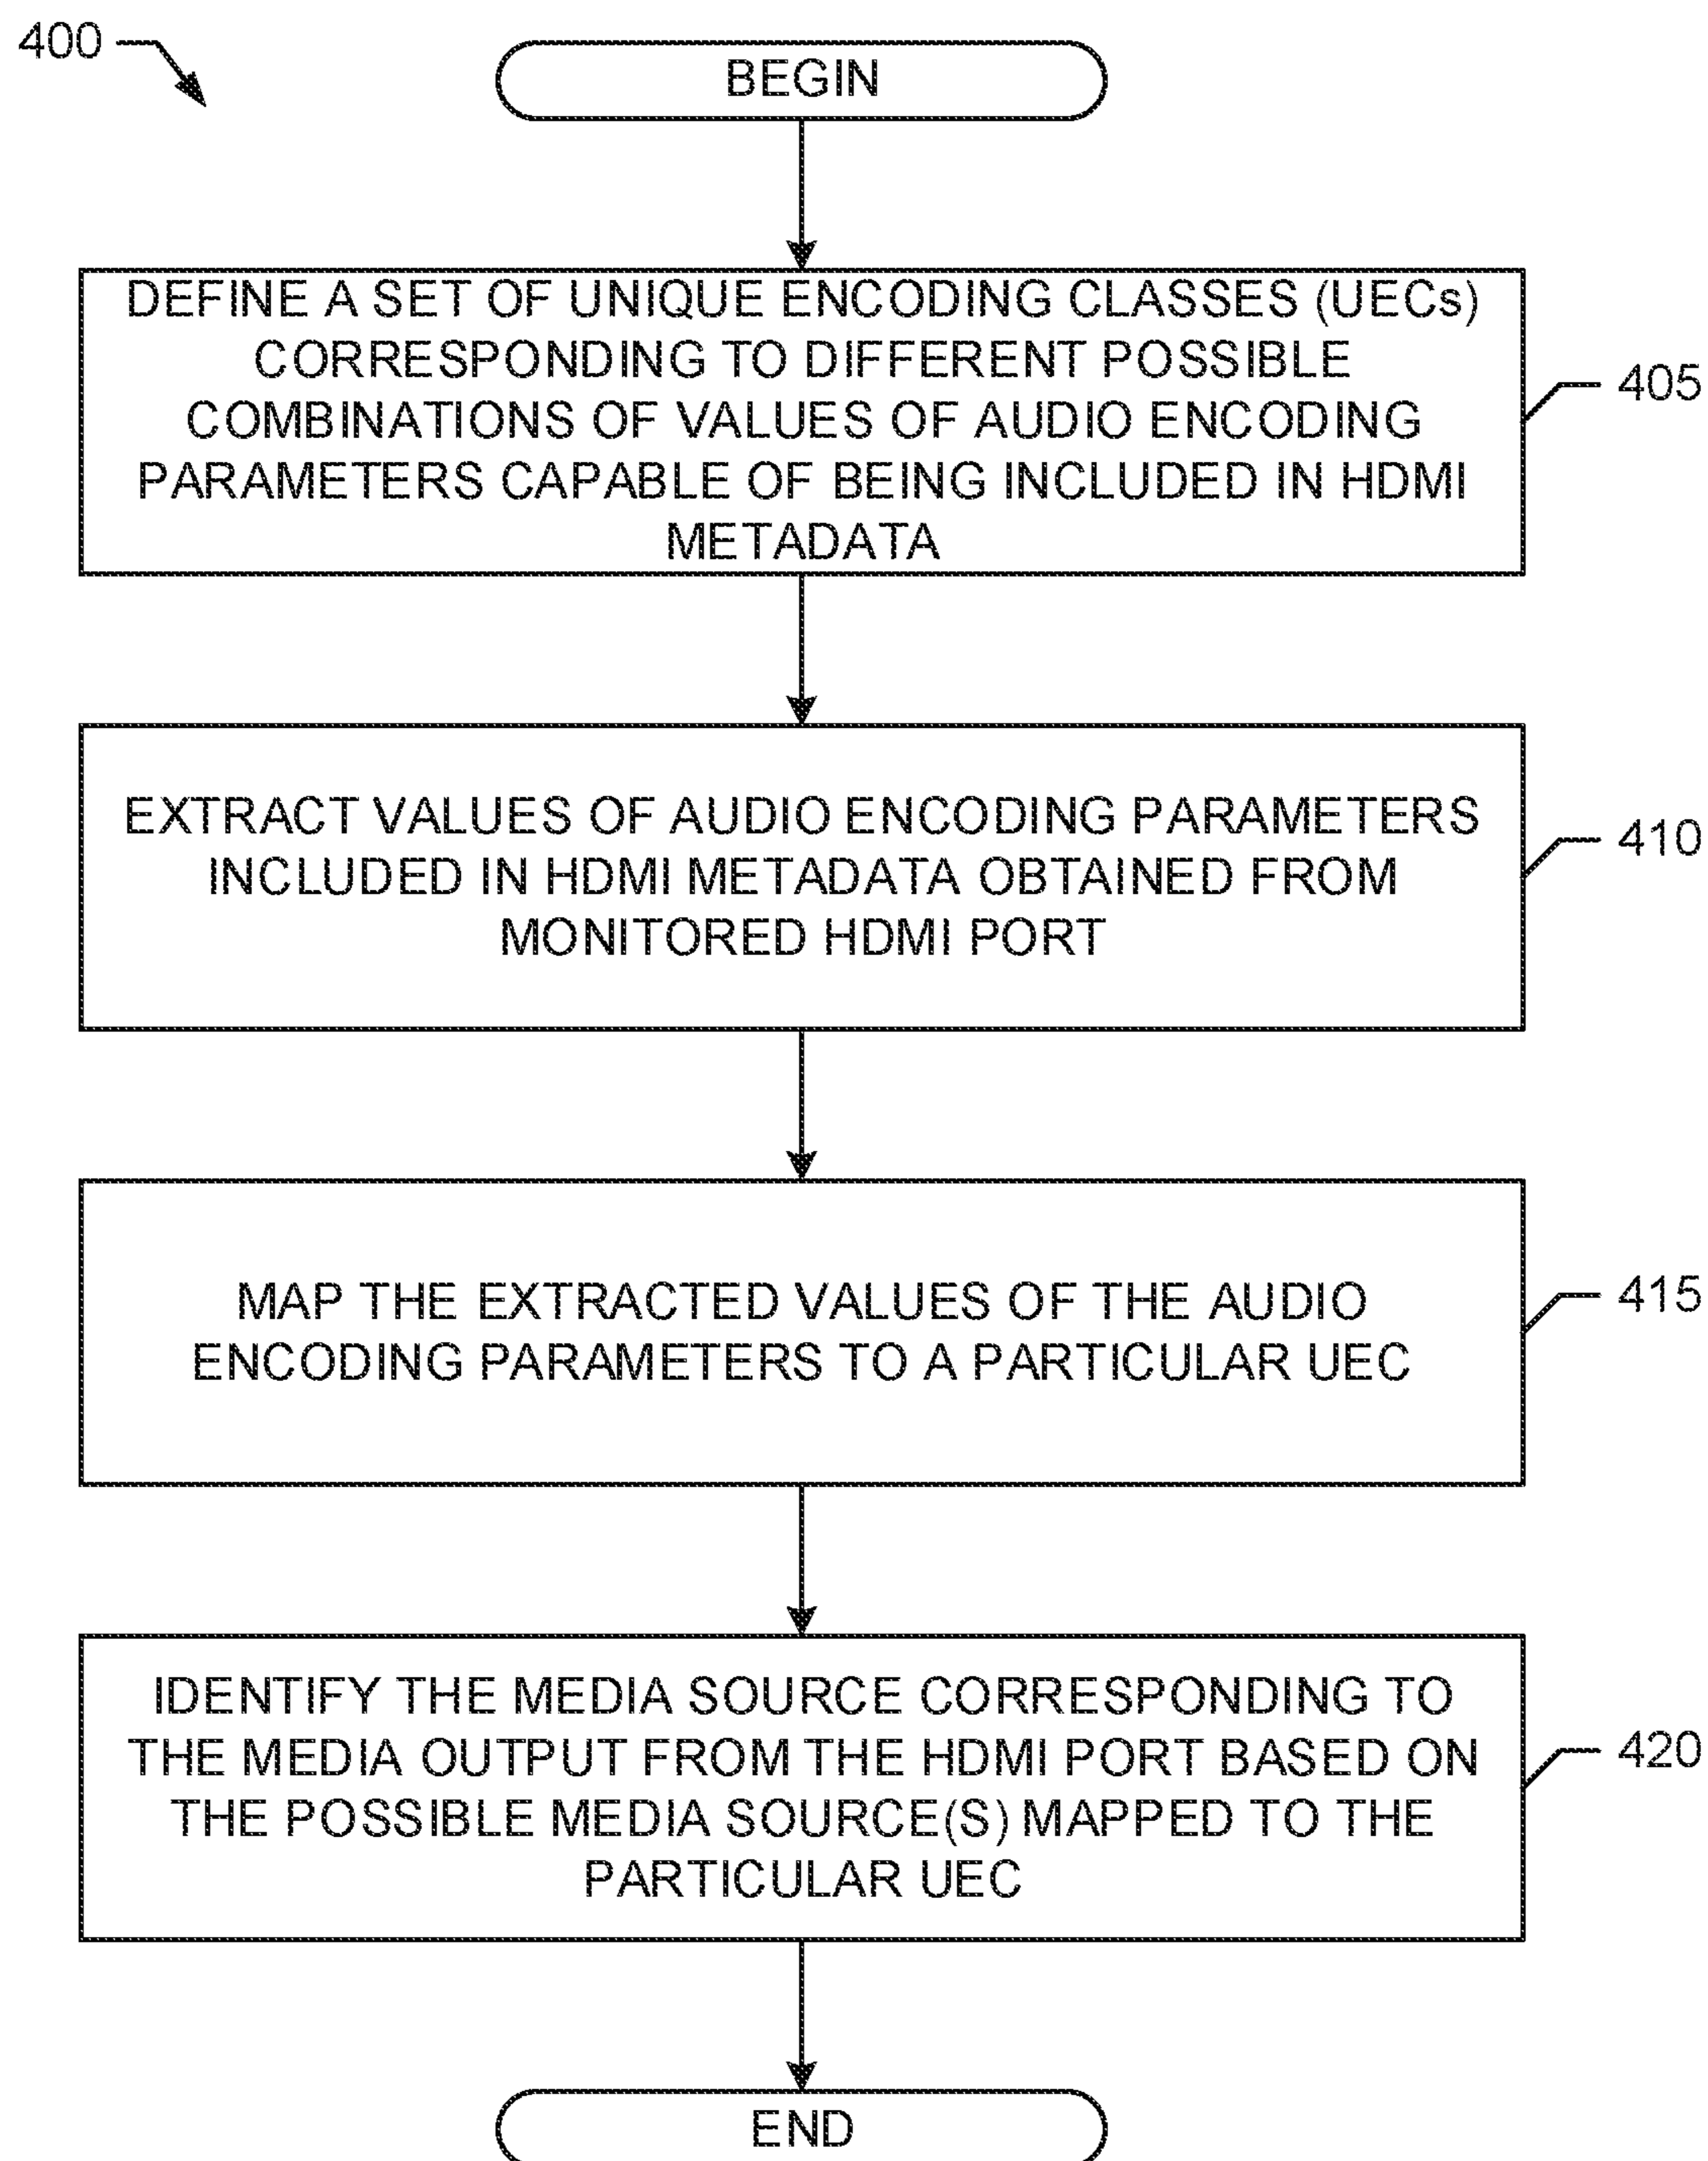 400
BEGIN
DEFINE A SET OF UNIQUE ENCODING CLASSES (UECs)
CORRESPONDING TO DIFFERENT POSSIBLE
COMBINATIONS OF VALUES OF AUDIO ENCODING
PARAMETERS CAPABLE OF BEING INCLUDED IN HDMI
METADATA
405
EXTRACT VALUES OF AUDIO ENCODING PARAMETERS
INCLUDED IN HDMI METADATA OBTAINED FROM
MONITORED HDMI PORT
410
MAP THE EXTRACTED VALUES OF THE AUDIO
ENCODING PARAMETERS TO A PARTICULAR UEC
415
IDENTIFY THE MEDIA SOURCE CORRESPONDING TO
THE MEDIA OUTPUT FROM THE HDMI PORT BASED ON
THE POSSIBLE MEDIA SOURCE(S) MAPPED TO THE
PARTICULAR UEC
420
END